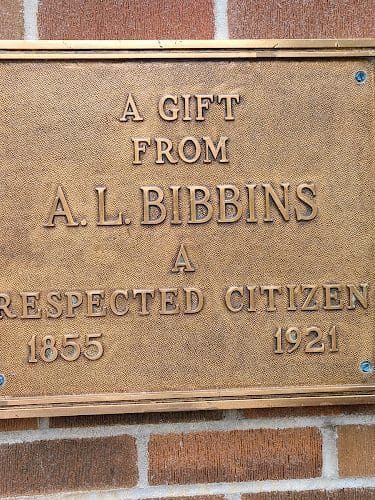 A GIFT
FROM
A. L. BIBBINS
A
RESPECTED CITIZEN
1855 1921